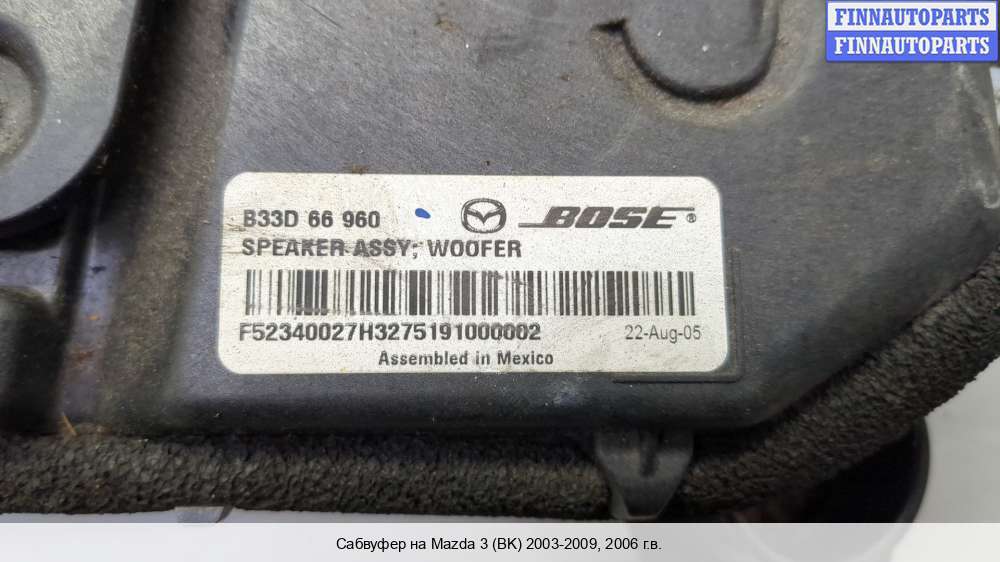 FINNAUTOPARTS
FINNAUTOPARTS
B33D 66 960 BOSE®
SPEAKER ASSY; WOOFER
F52340027H3275191000002 22-Aug-05
Assembled in Mexico
Сабвуфер на Mazda 3 (BK) 2003-2009, 2006 г.в.